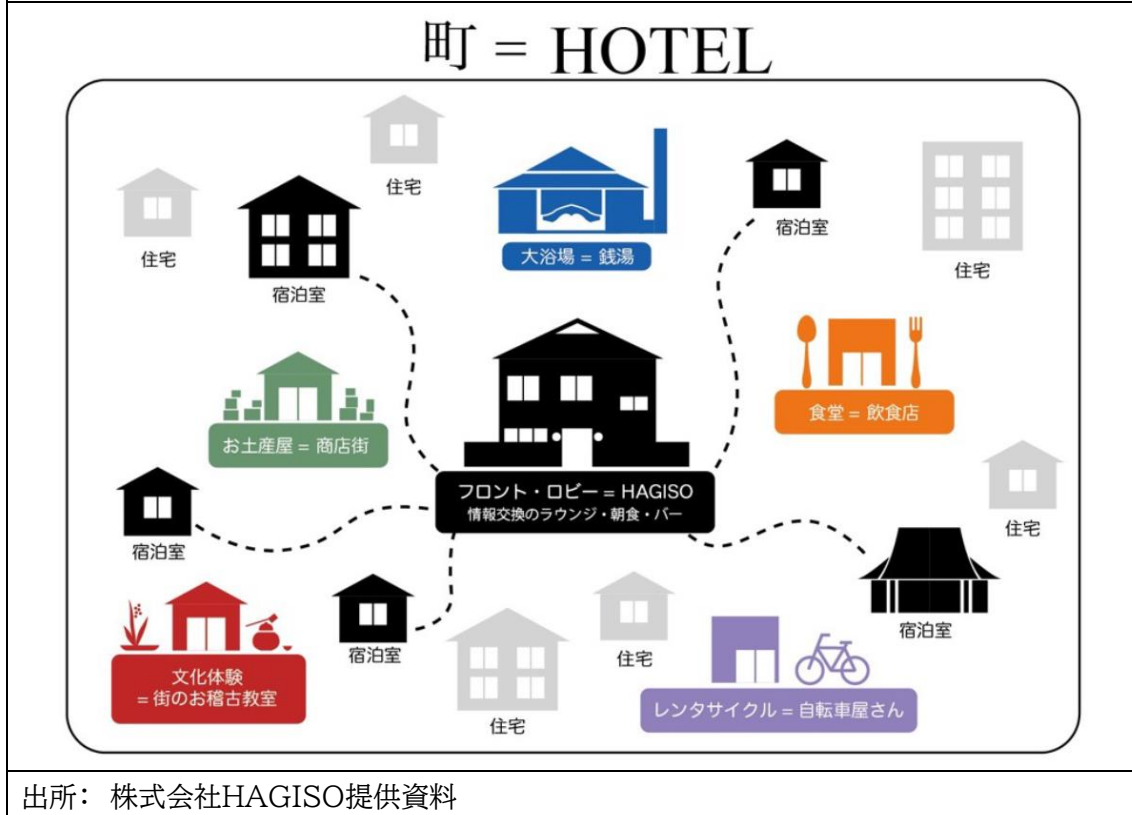 町 = HOTEL
住宅
住宅
宿泊室
大浴場 = 銭湯
宿泊室
住宅
お土産屋 = 商店街
食堂 = 飲食店
フロント・ロビー = HAGISO
情報交換のラウンジ・朝食・バー
宿泊室
住宅
文化体験
= 街のお稽古教室
宿泊室
住宅
住宅
宿泊室
レンタサイクル = 自転車屋さん
出所： 株式会社HAGISO提供資料